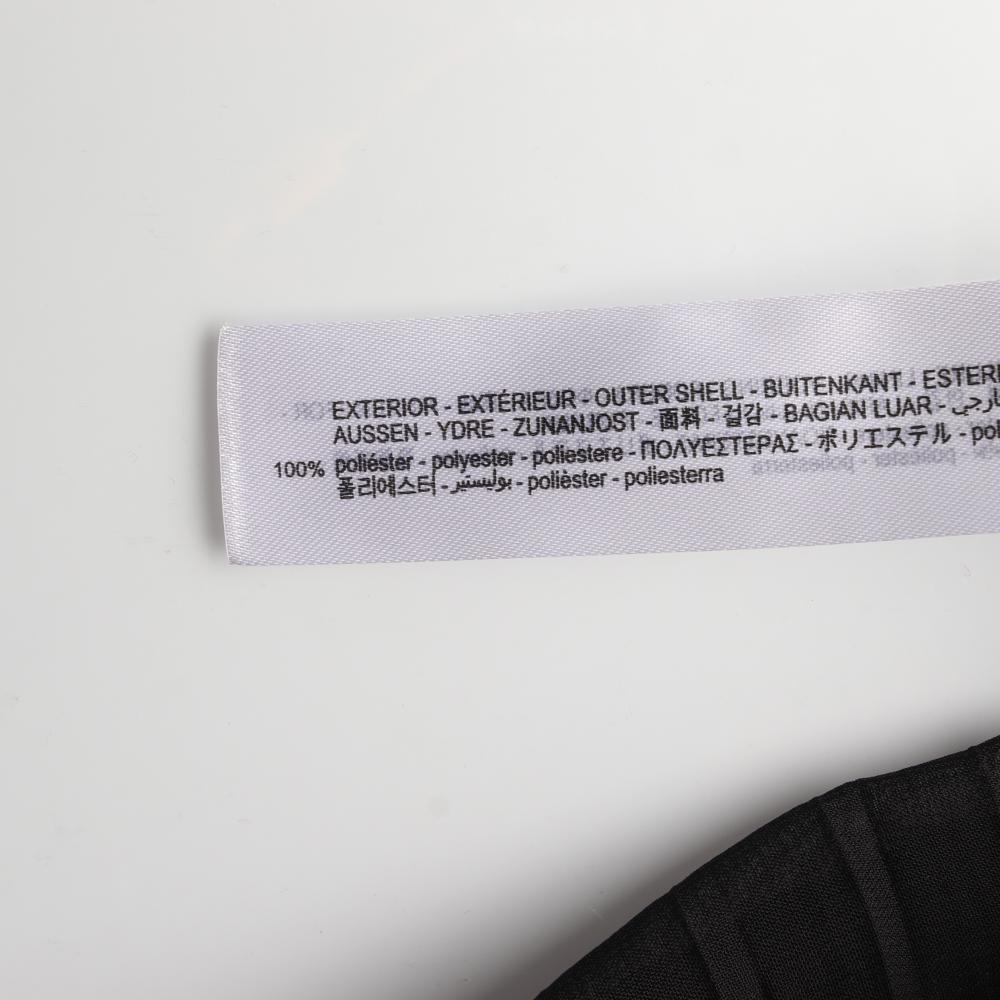 EXTERIOR - EXTÉRIEUR - OUTER SHELL - BUITENKANT - ESTERI
AUSSEN - YDRE - ZUNANJOST - 面料 - 겉감 - BAGIAN LUAR -
100% poliéster - polyester - poliestere - ΠΟΛΥΕΣΤΕΡΑΣ - ポリエステル - pol
폴리에스터 - بوليستير - polièster - poliesterra